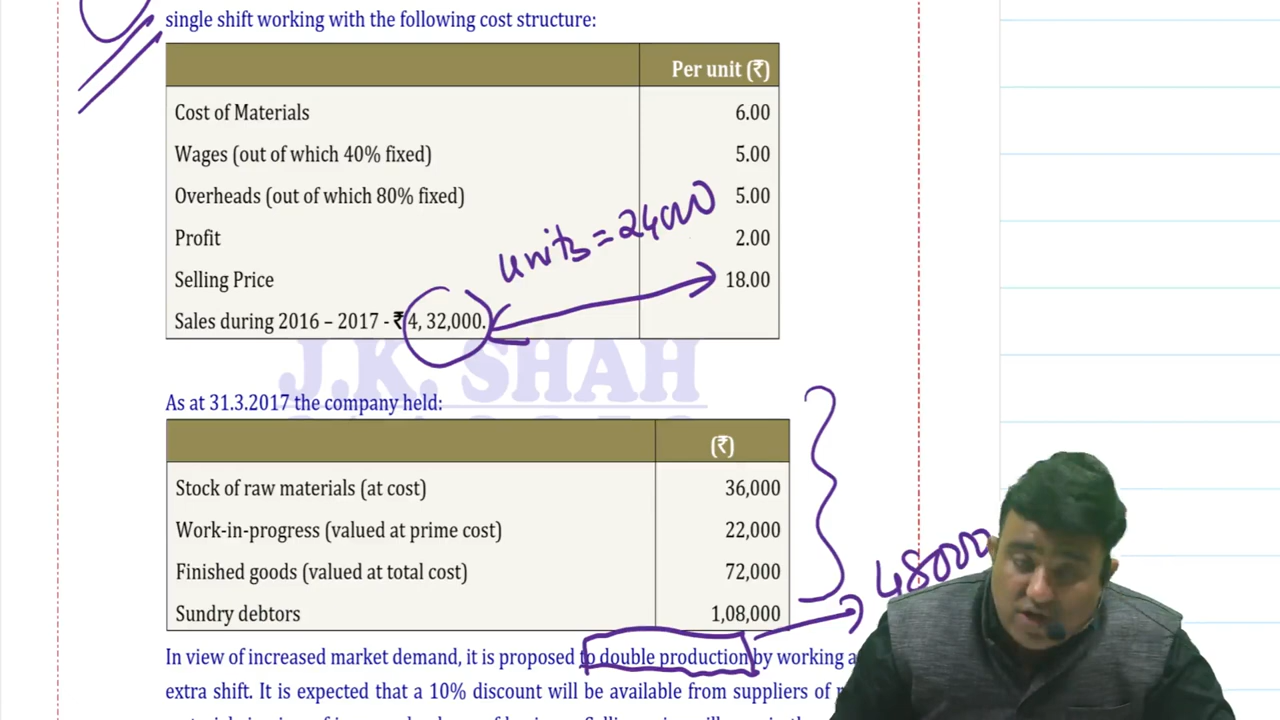 single shift working with the following cost structure:
Per unit (₹)
Cost of Materials 6.00
Wages (out of which 40% fixed) 5.00
Overheads (out of which 80% fixed) 5.00
Profit 2.00
Selling Price 18.00
Sales during 2016 – 2017 - ₹ 4, 32,000.
units = 24000
J.K. SHAH
As at 31.3.2017 the company held:
(₹)
Stock of raw materials (at cost) 36,000
Work-in-progress (valued at prime cost) 22,000
Finished goods (valued at total cost) 72,000
Sundry debtors 1,08,000
48000
In view of increased market demand, it is proposed to double production by working a
extra shift. It is expected that a 10% discount will be available from suppliers of